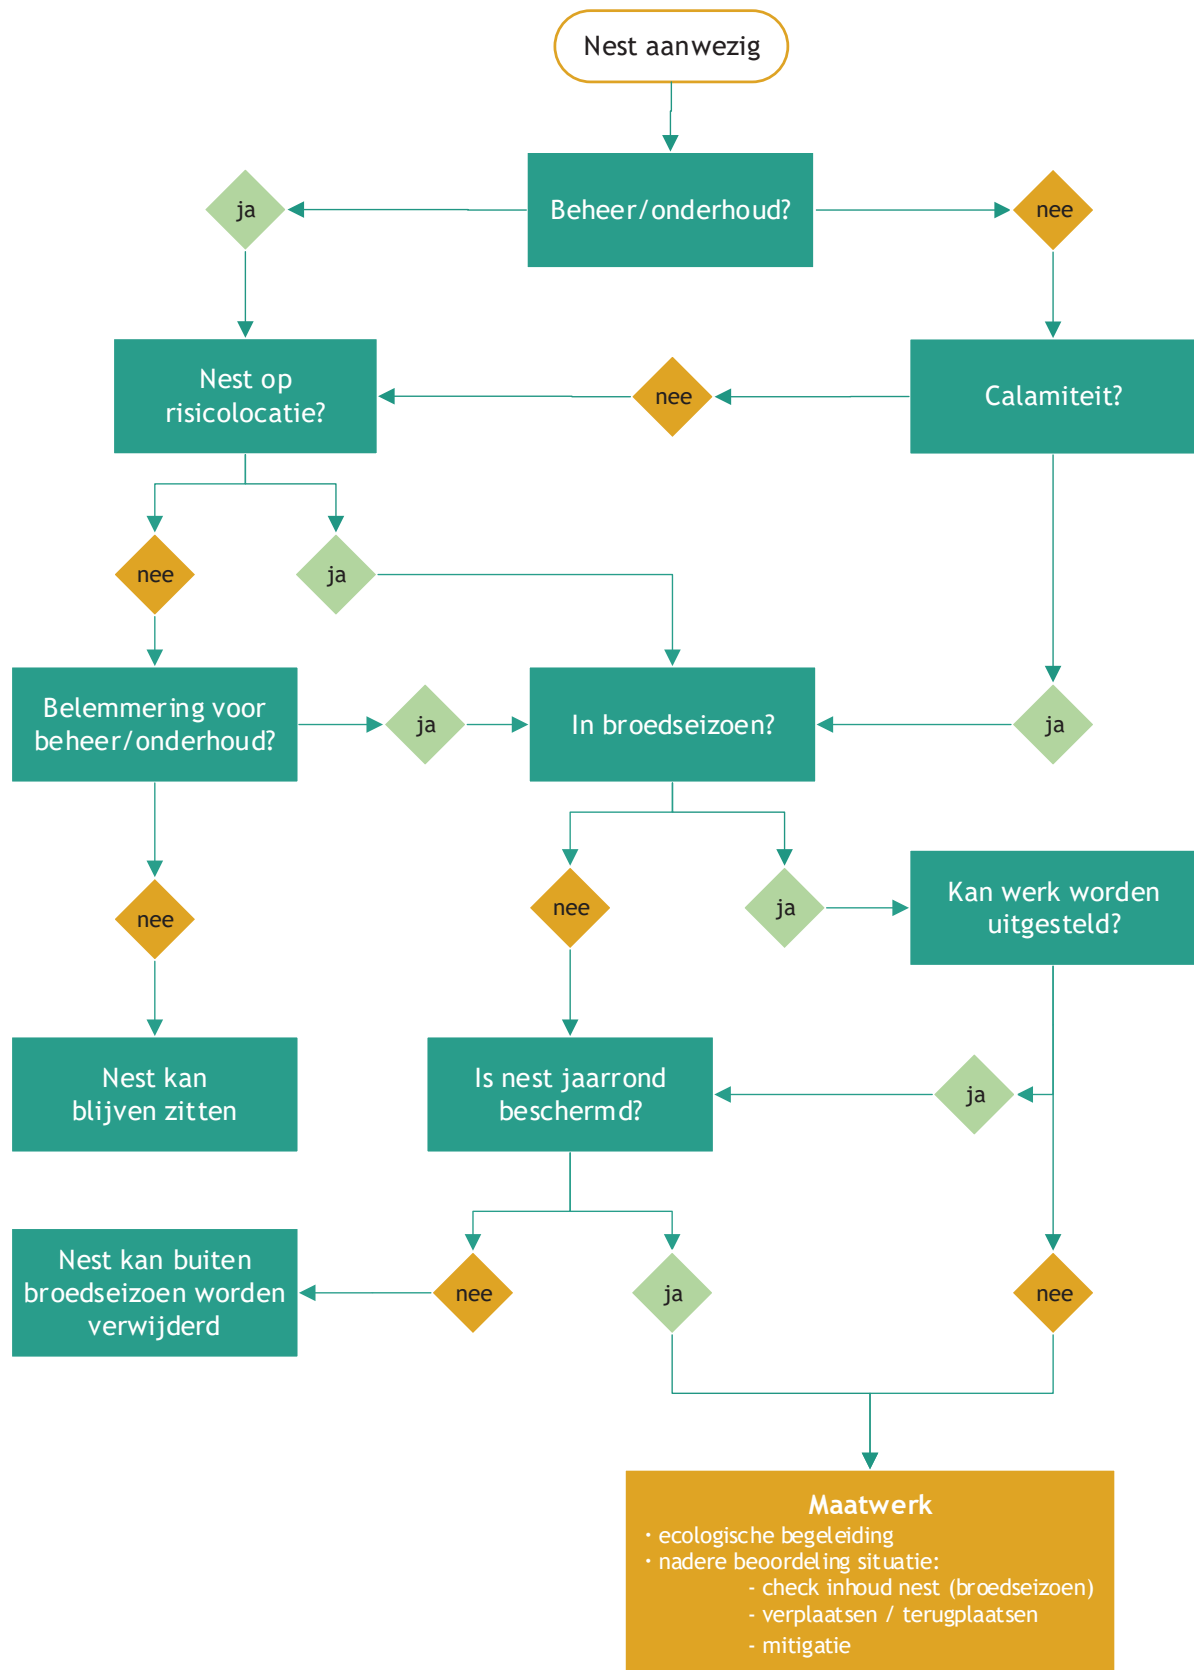 Nest aanwezig
ja
Beheer/onderhoud?
nee
Nest op
risicolocatie?
nee
Calamiteit?
nee
ja
Belemmering voor
beheer/onderhoud?
ja
In broedseizoen?
ja
nee
nee
ja
Kan werk worden
uitgesteld?
Nest kan
blijven zitten
Is nest jaarrond
beschermd?
ja
Nest kan buiten
broedseizoen worden
verwijderd
nee
ja
nee
Maatwerk
· ecologische begeleiding
· nadere beoordeling situatie:
- check inhoud nest (broedseizoen)
- verplaatsen / terugplaatsen
- mitigatie